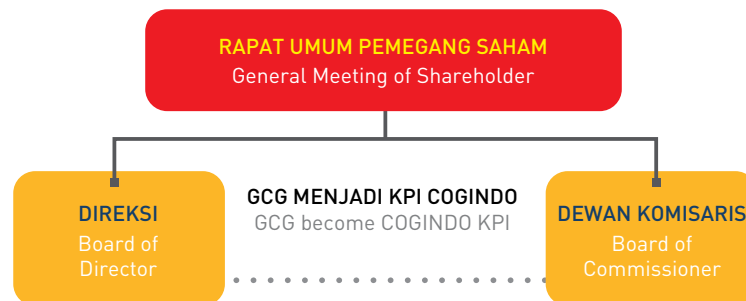 RAPAT UMUM PEMEGANG SAHAM
General Meeting of Shareholder
DIREKSI
Board of
Director
GCG MENJADI KPI COGINDO
GCG become COGINDO KPI
DEWAN KOMISARIS
Board of
Commissioner